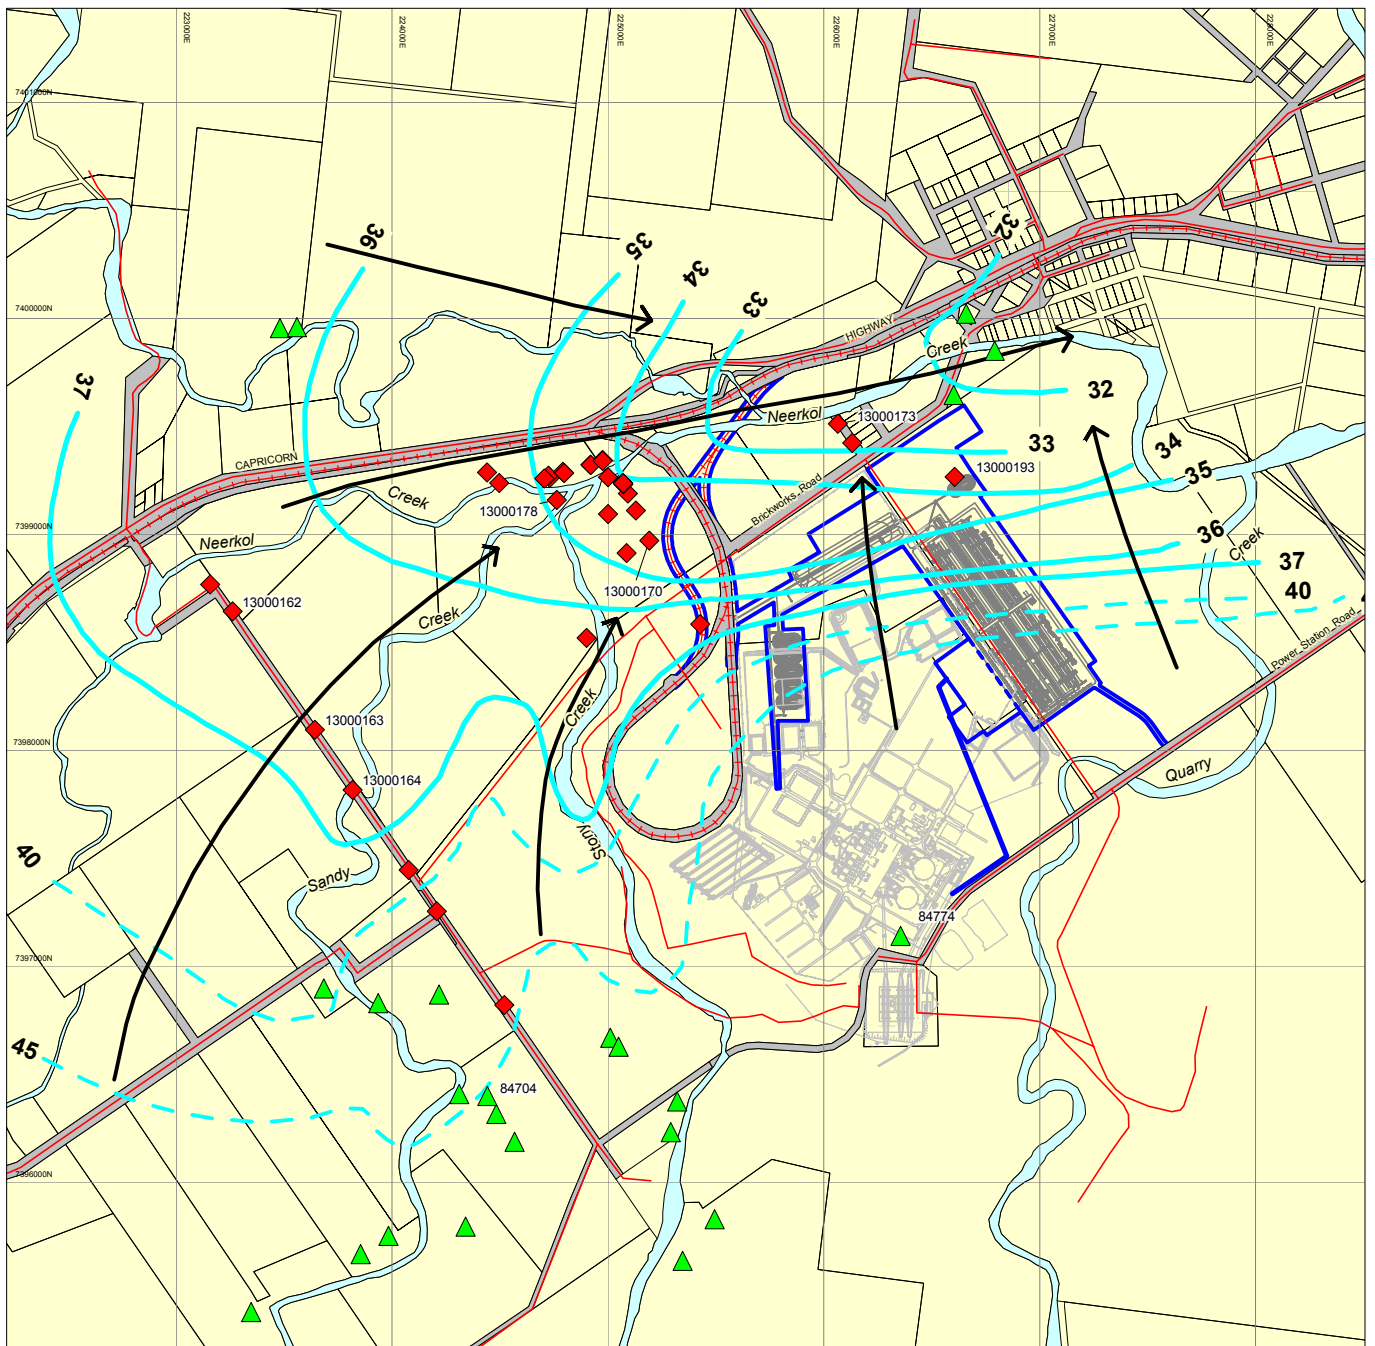 223000E
224000E
225000E
226000E
227000E
228000E
7401000N
32
36
35
34
33
7400000N
HIGHWAY
Creek
37
32
Neerkol
13000173
33
34
CAPRICORN
13000193
35
Creek
13000178
Brickworks Road
7399000N
Neerkol
36
Creek
37
13000170
40
13000162
Creek
Power Station Road
Creek
13000163
7398000N
13000164
Quarry
Stony
40
Sandy
84774
7397000N
45
84704
7396000N